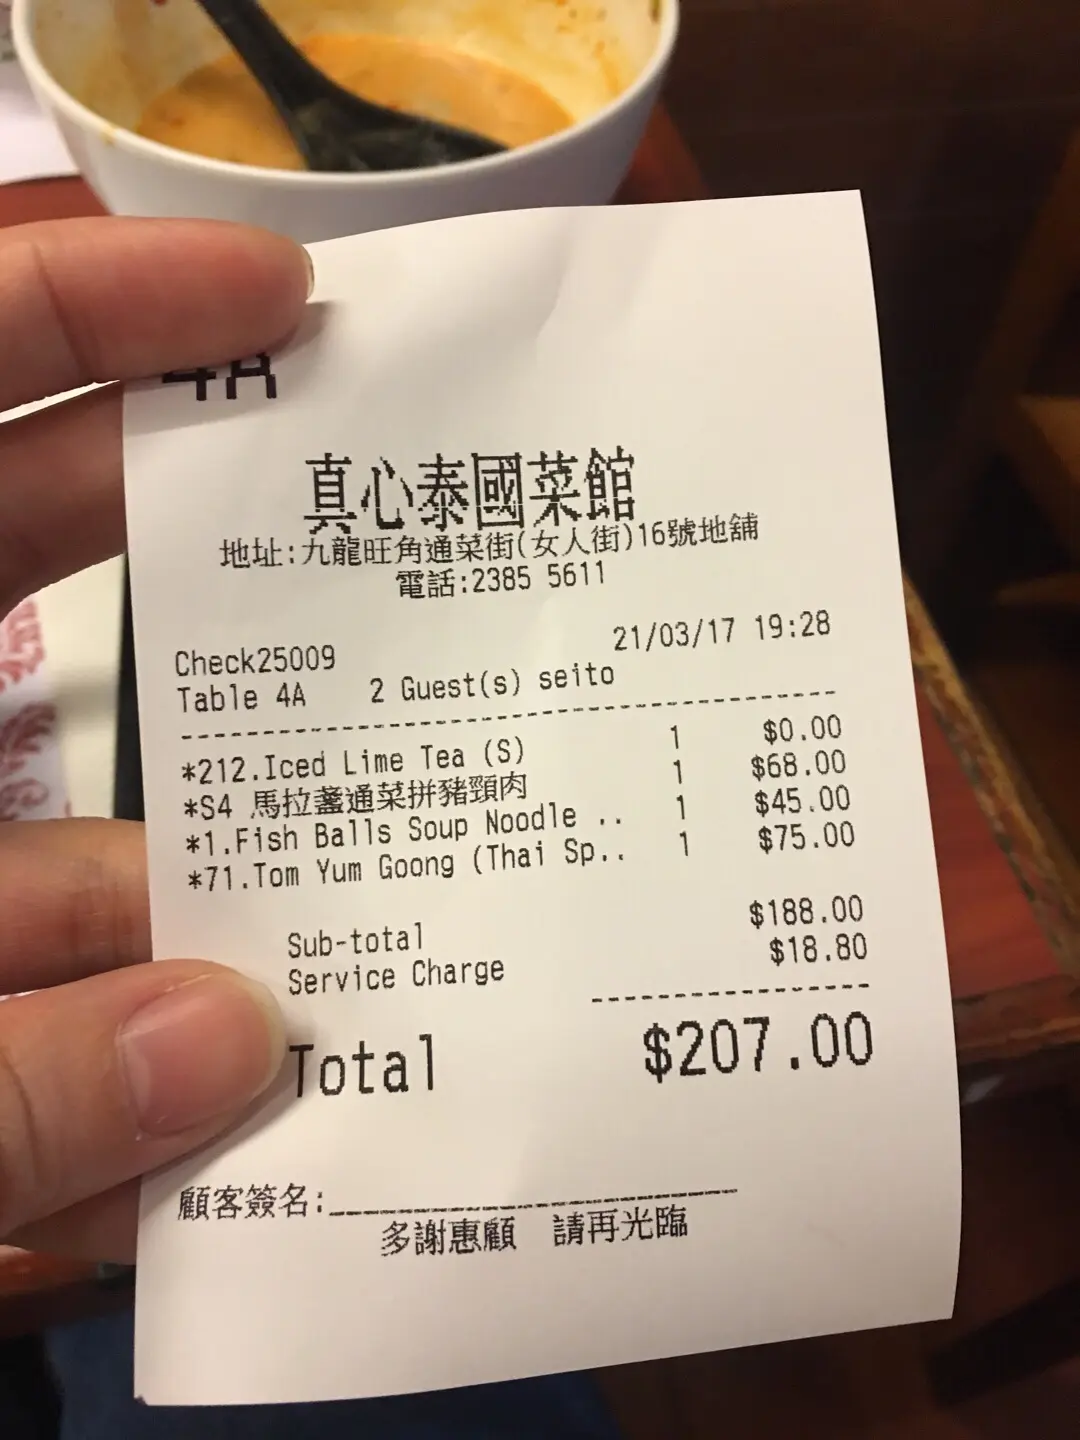 4A
真心泰國菜館
地址:九龍旺角通菜街(女人街)16號地舖
電話:2385 5611
Check25009 21/03/17 19:28
Table 4A 2 Guest(s) seito
*212.Iced Lime Tea (S) 1 $0.00
*S4 馬拉盞通菜拼豬頸肉 1 $68.00
*1.Fish Balls Soup Noodle .. 1 $45.00
*71.Tom Yum Goong (Thai Sp.. 1 $75.00
Sub-total $188.00
Service Charge $18.80
Total $207.00
顧客簽名:
多謝惠顧 請再光臨